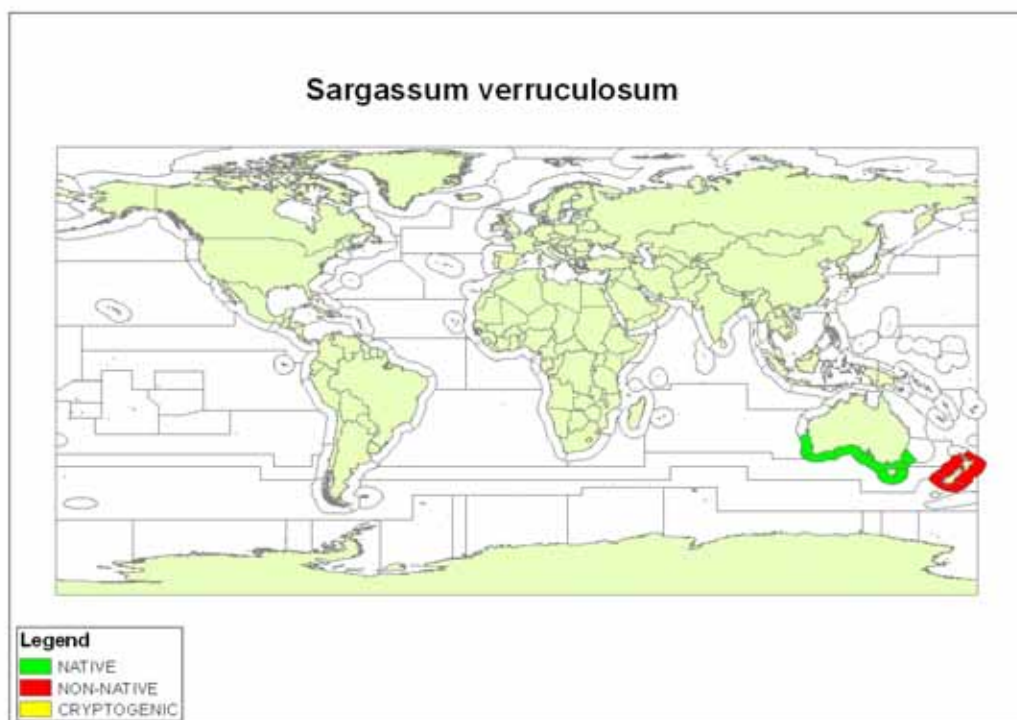 Sargassum verruculosum
Legend
NATIVE
NON-NATIVE
CRYPTOGENIC